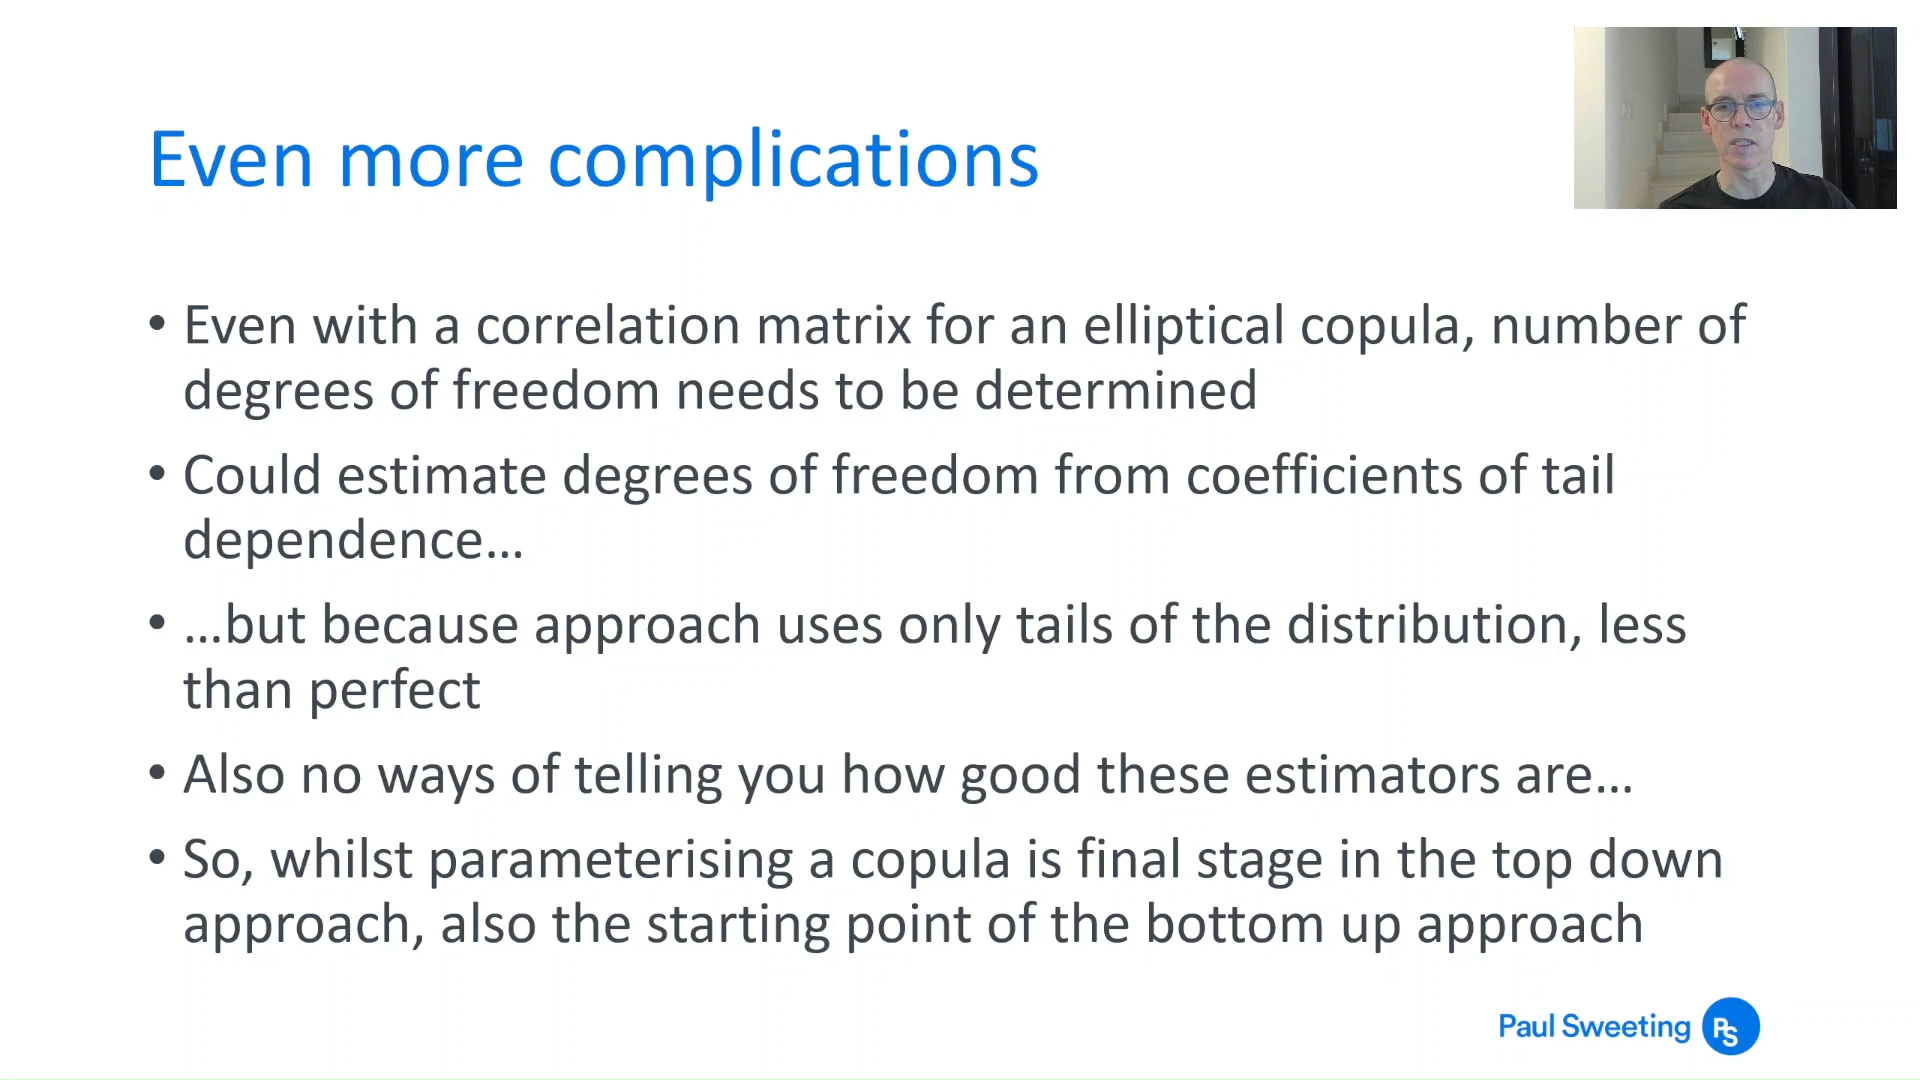 Even more complications
• Even with a correlation matrix for an elliptical copula, number of
degrees of freedom needs to be determined
• Could estimate degrees of freedom from coefficients of tail
dependence…
• …but because approach uses only tails of the distribution, less
than perfect
• Also no ways of telling you how good these estimators are…
• So, whilst parameterising a copula is final stage in the top down
approach, also the starting point of the bottom up approach
Paul Sweeting PS